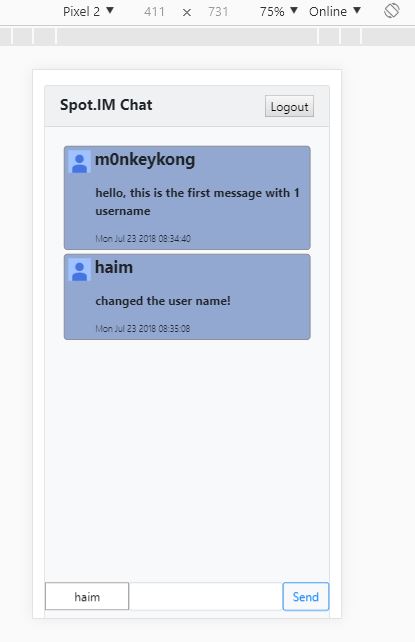 Pixel 2 ▼ 411 × 731 75% ▼ Online ▼
Spot.IM Chat Logout
m0nkeykong
hello, this is the first message with 1
username
Mon Jul 23 2018 08:34:40
haim
changed the user name!
Mon Jul 23 2018 08:35:08
haim Send